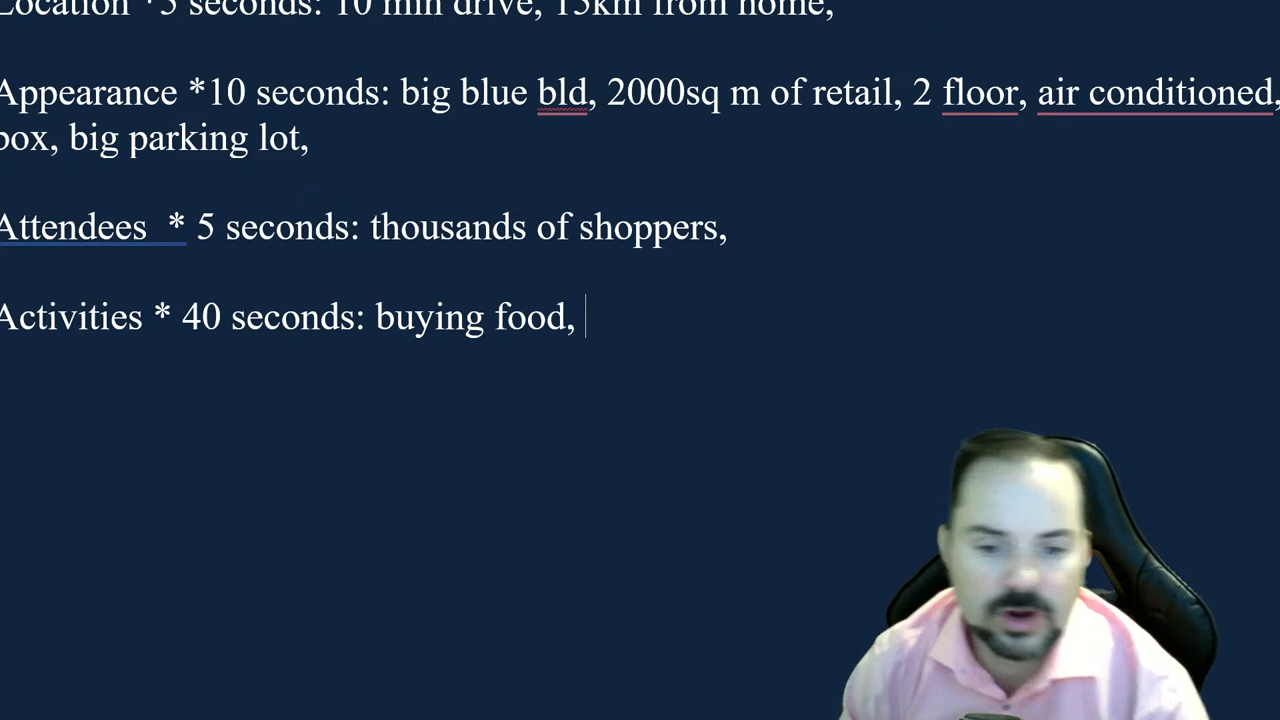 Location *5 seconds: 10 min drive, 15km from home,
Appearance *10 seconds: big blue bld, 2000sq m of retail, 2 floor, air conditioned,
box, big parking lot,
Attendees  * 5 seconds: thousands of shoppers,
Activities * 40 seconds: buying food,